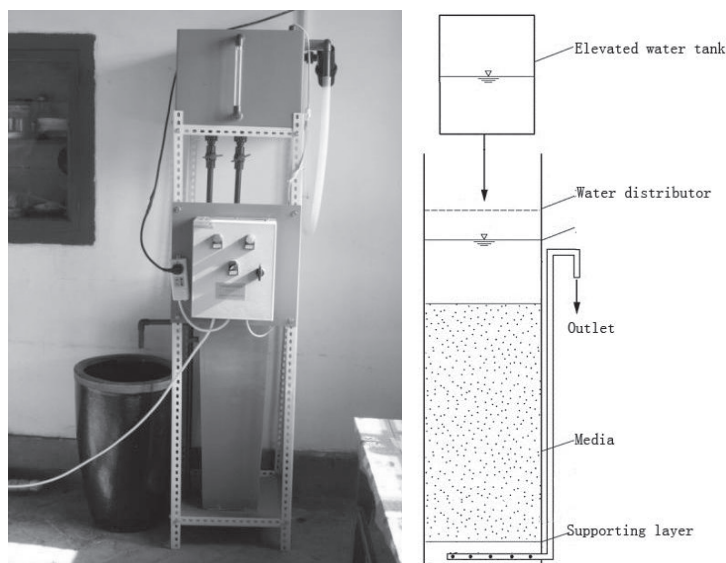 Elevated water tank
Water distributor
Outlet
Media
Supporting layer